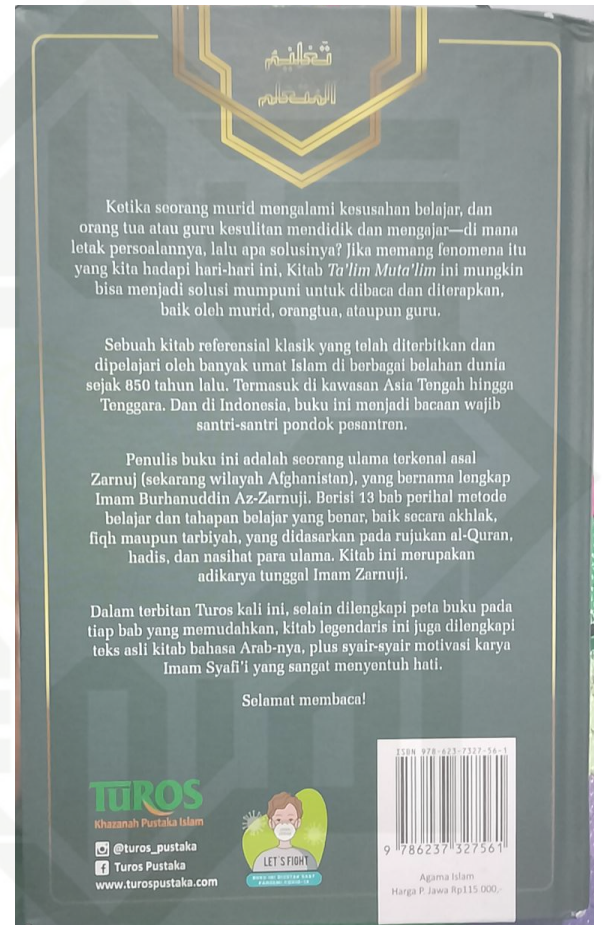 تعليم
المتعلم
Ketika seorang murid mengalami kesusahan belajar, dan
orang tua atau guru kesulitan mendidik dan mengajar—di mana
letak persoalannya, lalu apa solusinya? Jika memang fenomena itu
yang kita hadapi hari-hari ini, Kitab Ta'lim Muta'lim ini mungkin
bisa menjadi solusi mumpuni untuk dibaca dan diterapkan,
baik oleh murid, orangtua, ataupun guru.
Sebuah kitab referensial klasik yang telah diterbitkan dan
dipelajari oleh banyak umat Islam di berbagai belahan dunia
sejak 850 tahun lalu. Termasuk di kawasan Asia Tengah hingga
Tenggara. Dan di Indonesia, buku ini menjadi bacaan wajib
santri-santri pondok pesantren.
Penulis buku ini adalah seorang ulama terkenal asal
Zarnuj (sekarang wilayah Afghanistan), yang bernama lengkap
Imam Burhanuddin Az-Zarnuji. Berisi 13 bab perihal metode
belajar dan tahapan belajar yang benar, baik secara akhlak,
fiqh maupun tarbiyah, yang didasarkan pada rujukan al-Quran,
hadis, dan nasihat para ulama. Kitab ini merupakan
adikarya tunggal Imam Zarnuji.
Dalam terbitan Turos kali ini, selain dilengkapi peta buku pada
tiap bab yang memudahkan, kitab legendaris ini juga dilengkapi
teks asli kitab bahasa Arab-nya, plus syair-syair motivasi karya
Imam Syafi'i yang sangat menyentuh hati.
Selamat membaca!
TUROS
Khazanah Pustaka Islam
@turos_pustaka
Turos Pustaka
www.turospustaka.com
LET'S FIGHT
BUKU INI DICETAK SAAT
PANDEMI COVID-19
ISBN 978-623-7327-56-1
9 786237 327561
Agama Islam
Harga P. Jawa Rp115.000,-